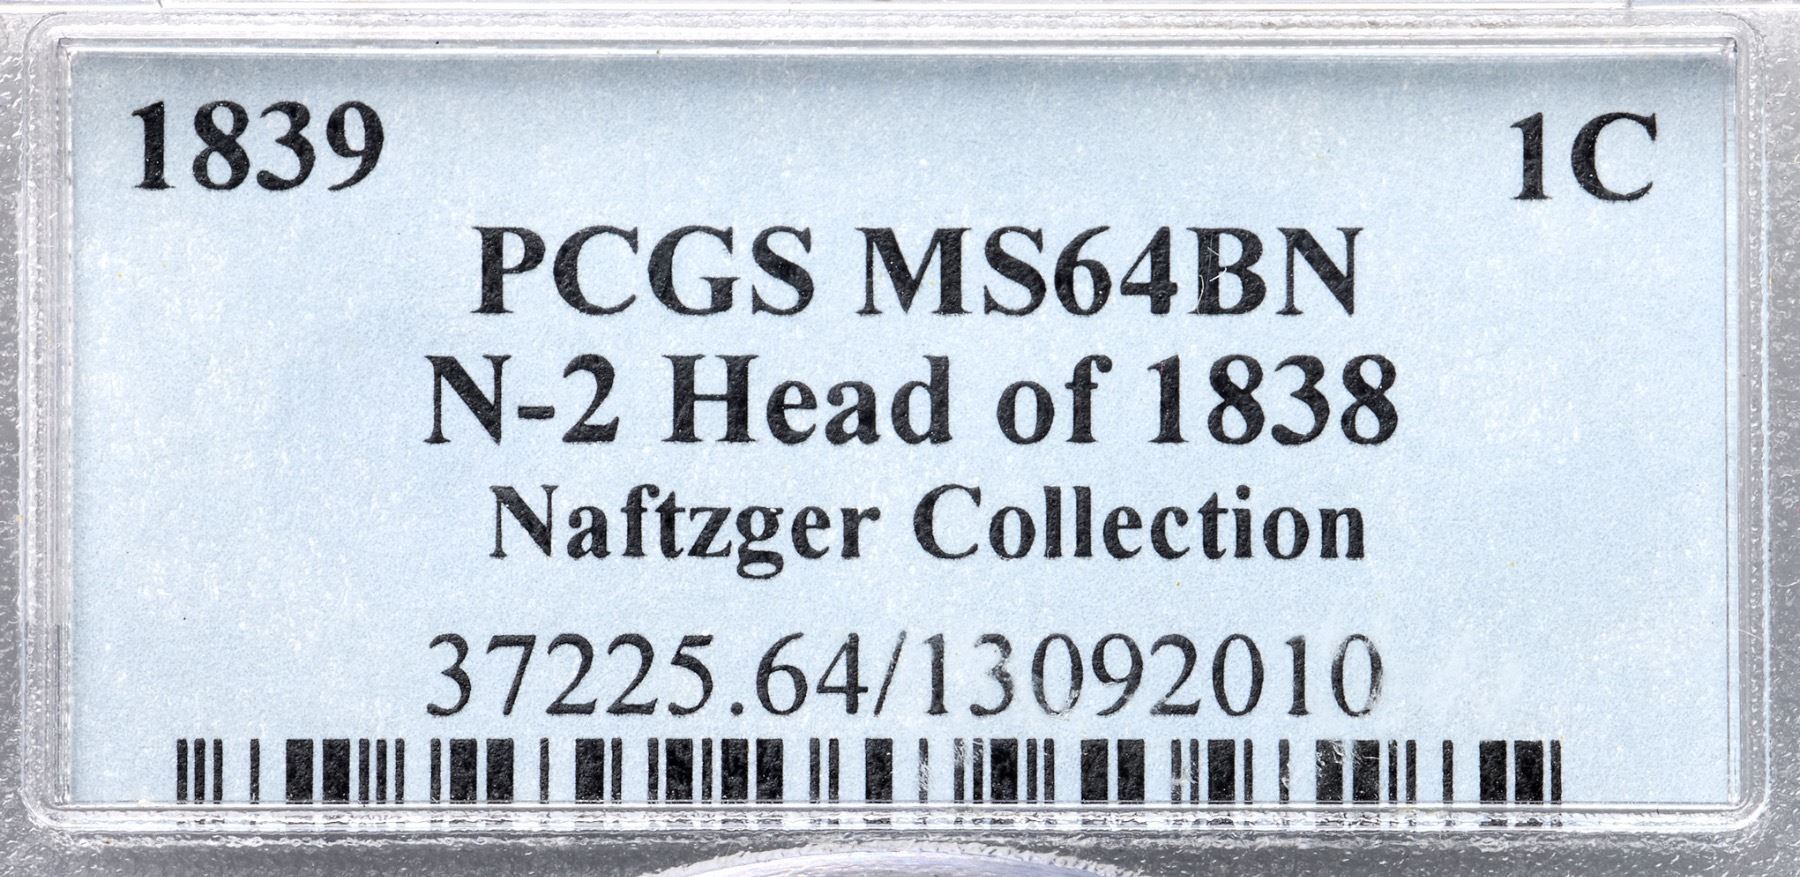 1839 1C
PCGS MS64BN
N-2 Head of 1838
Naftzger Collection
37225.64/13092010